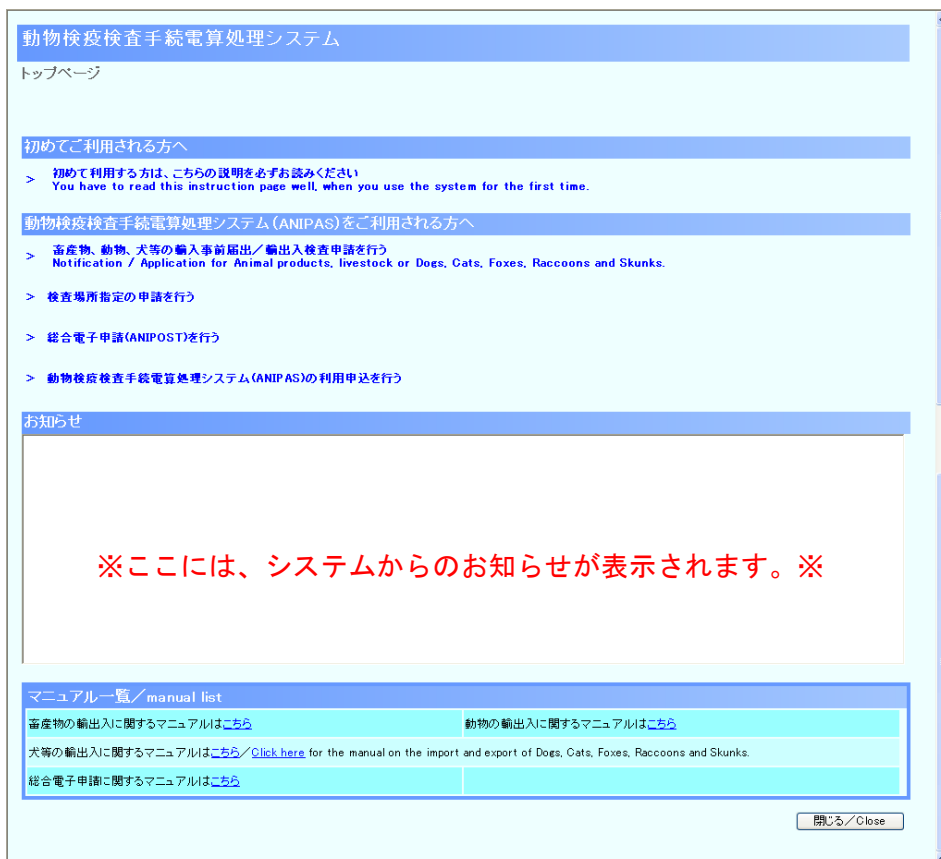 動物検疫検査手続電算処理システム
トップページ
初めてご利用される方へ
> 初めて利用する方は、こちらの説明を必ずお読みください
You have to read this instruction page well, when you use the system for the first time.
動物検疫検査手続電算処理システム(ANIPAS)をご利用される方へ
> 畜産物、動物、犬等の輸入事前届出/輸出入検査申請を行う
Notification / Application for Animal products, livestock or Dogs, Cats, Foxes, Raccoons and Skunks.
> 検査場所指定の申請を行う
> 総合電子申請(ANIPOST)を行う
> 動物検疫検査手続電算処理システム(ANIPAS)の利用申込を行う
お知らせ
※ここには、システムからのお知らせが表示されます。※
マニュアル一覧/manual list
畜産物の輸出入に関するマニュアルはこちら 動物の輸出入に関するマニュアルはこちら
犬等の輸出入に関するマニュアルはこちら/Click here for the manual on the import and export of Dogs, Cats, Foxes, Raccoons and Skunks.
総合電子申請に関するマニュアルはこちら
閉じる/Close